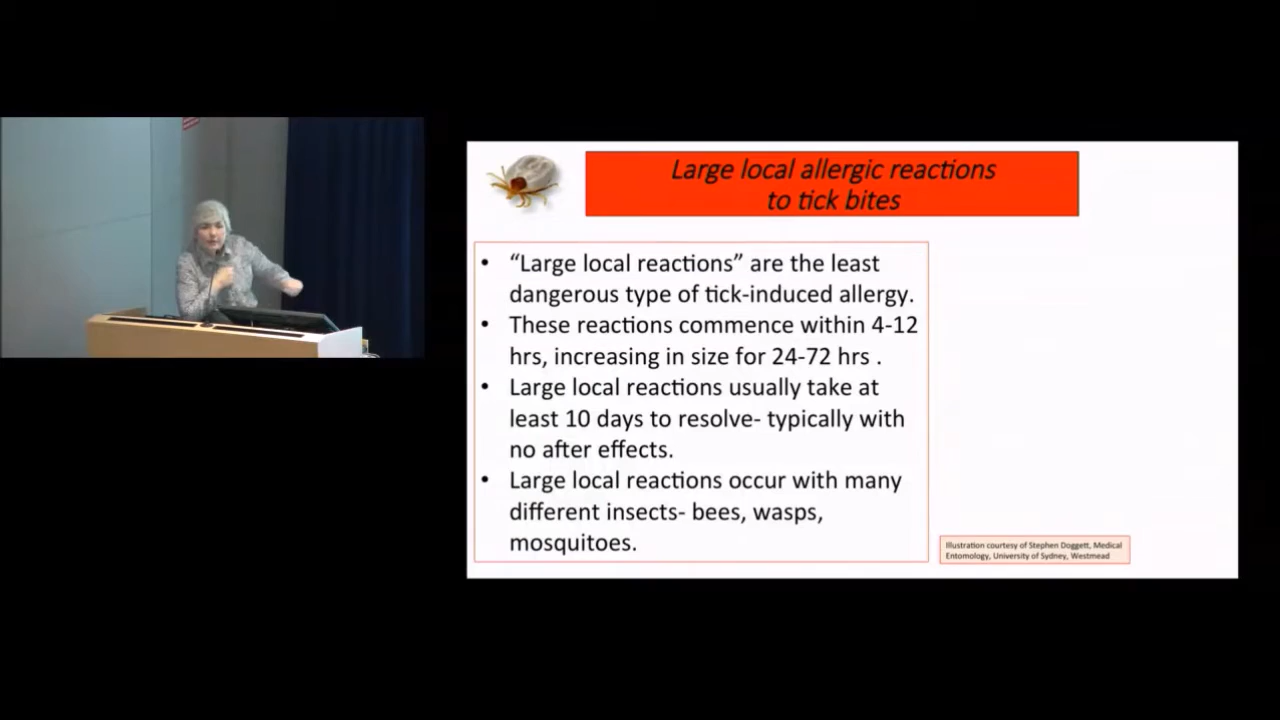 Large local allergic reactions
to tick bites
• “Large local reactions” are the least
dangerous type of tick-induced allergy.
• These reactions commence within 4-12
hrs, increasing in size for 24-72 hrs .
• Large local reactions usually take at
least 10 days to resolve- typically with
no after effects.
• Large local reactions occur with many
different insects- bees, wasps,
mosquitoes.
Illustration courtesy of Stephen Doggett, Medical
Entomology, University of Sydney, Westmead